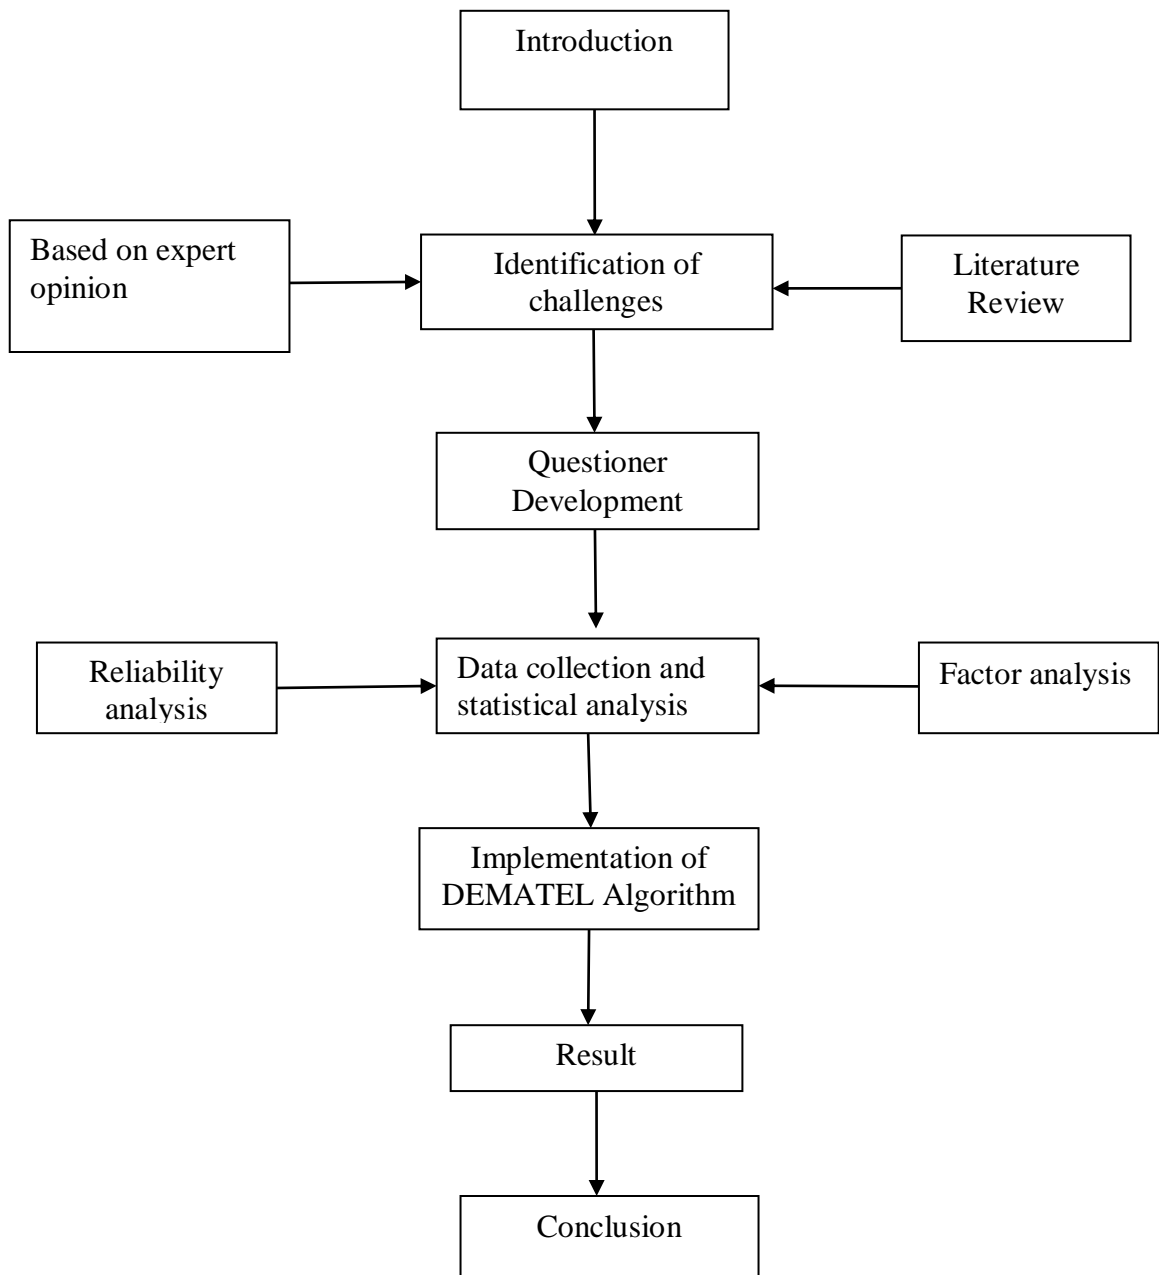 Introduction
Based on expert
opinion
Identification of
challenges
Literature
Review
Questioner
Development
Reliability
analysis
Data collection and
statistical analysis
Factor analysis
Implementation of
DEMATEL Algorithm
Result
Conclusion